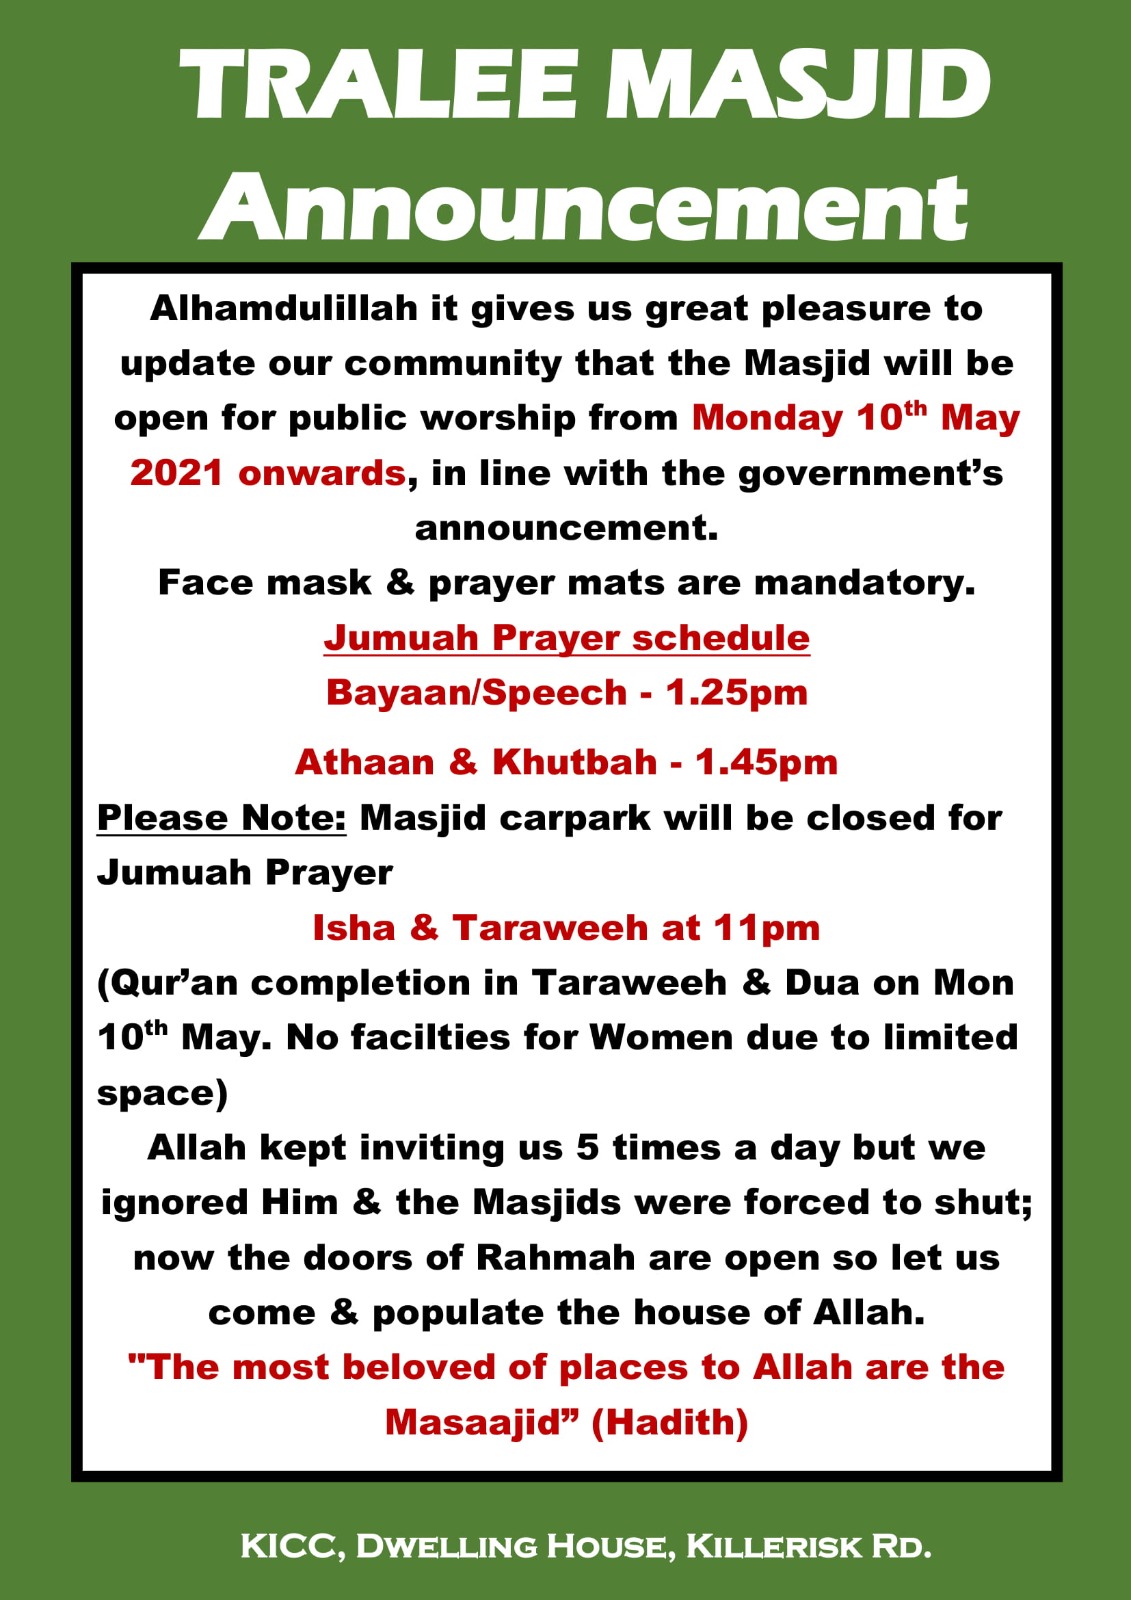 TRALEE MASJID
Announcement
Alhamdulillah it gives us great pleasure to
update our community that the Masjid will be
open for public worship from Monday 10th May
2021 onwards, in line with the government’s
announcement.
Face mask & prayer mats are mandatory.
Jumuah Prayer schedule
Bayaan/Speech - 1.25pm
Athaan & Khutbah - 1.45pm
Please Note: Masjid carpark will be closed for
Jumuah Prayer
Isha & Taraweeh at 11pm
(Qur’an completion in Taraweeh & Dua on Mon
10th May. No facilties for Women due to limited
space)
Allah kept inviting us 5 times a day but we
ignored Him & the Masjids were forced to shut;
now the doors of Rahmah are open so let us
come & populate the house of Allah.
"The most beloved of places to Allah are the
Masaajid” (Hadith)
KICC, Dwelling House, Killerisk Rd.